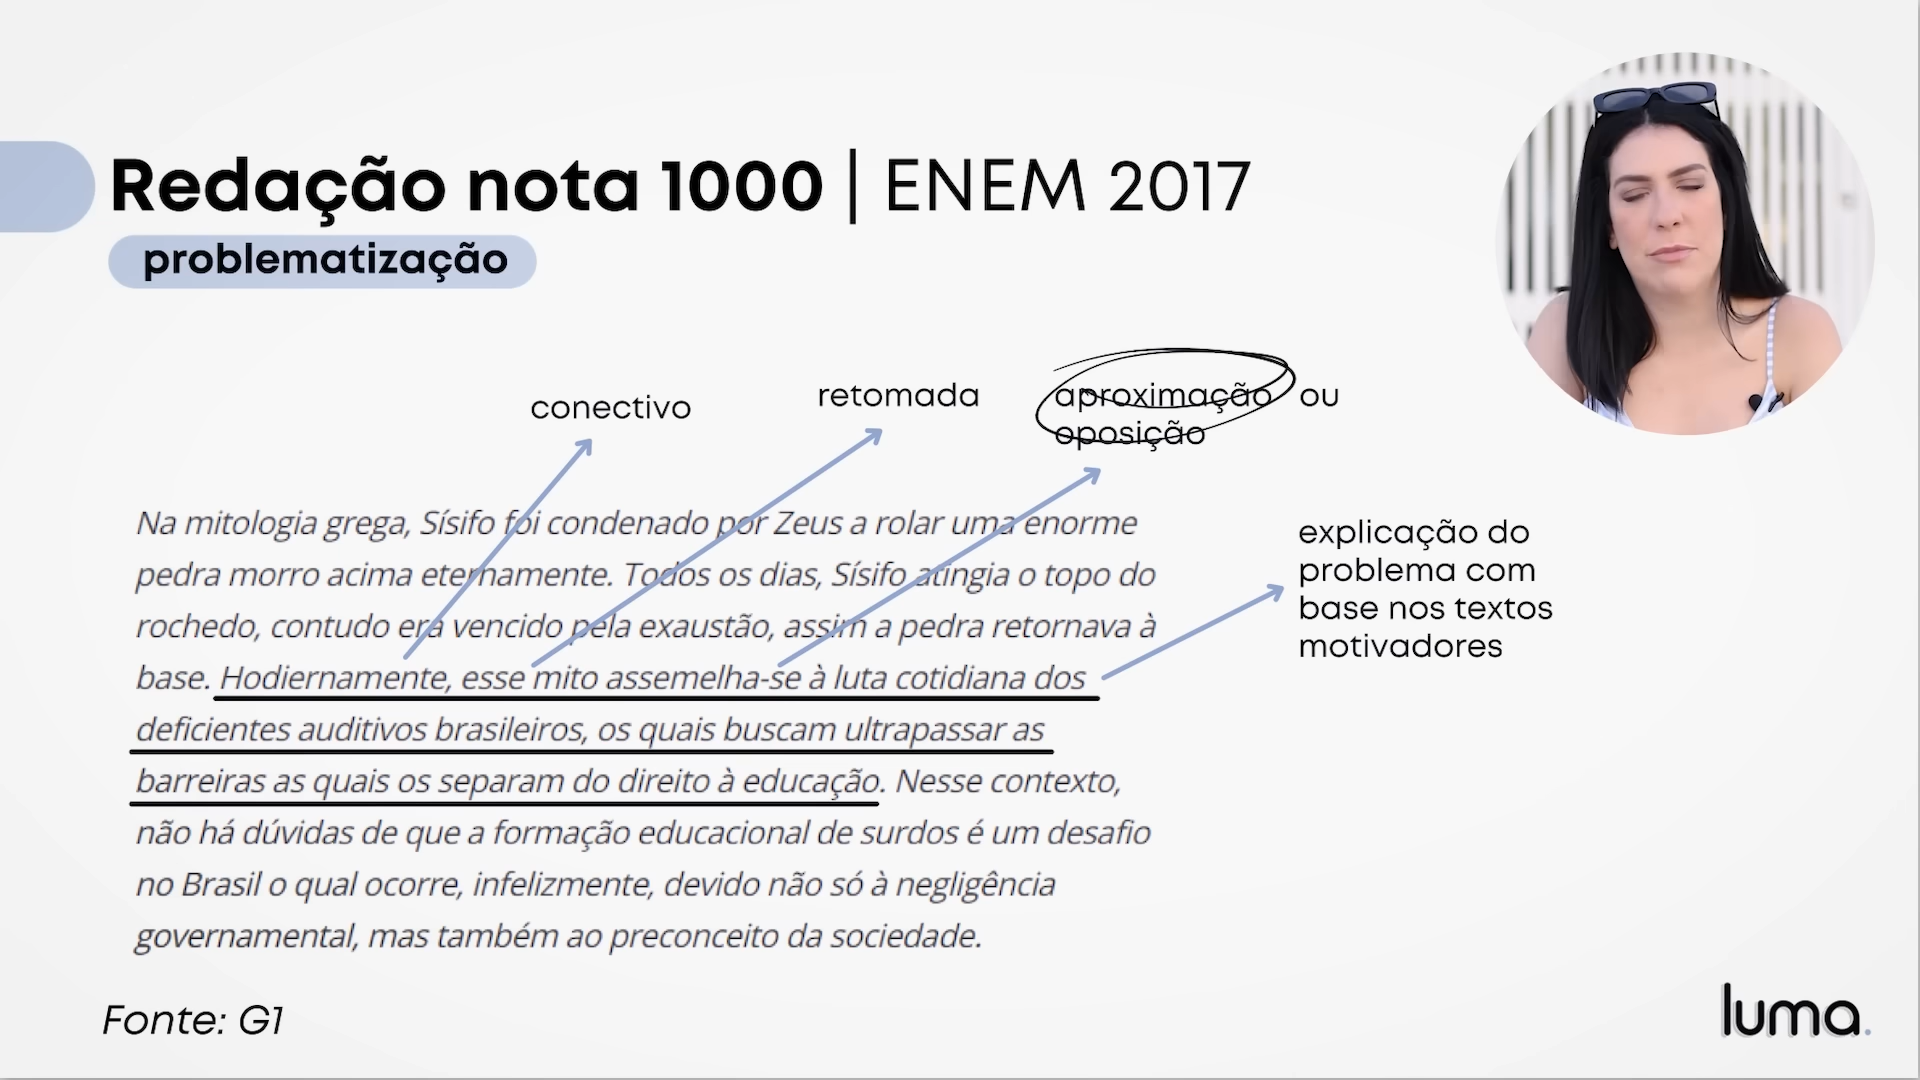 Redação nota 1000 | ENEM 2017
problematização
conectivo
retomada
aproximação ou
oposição
Na mitologia grega, Sísifo foi condenado por Zeus a rolar uma enorme
pedra morro acima eternamente. Todos os dias, Sísifo atingia o topo do
rochedo, contudo era vencido pela exaustão, assim a pedra retornava à
base. Hodiernamente, esse mito assemelha-se à luta cotidiana dos
deficientes auditivos brasileiros, os quais buscam ultrapassar as
barreiras as quais os separam do direito à educação. Nesse contexto,
não há dúvidas de que a formação educacional de surdos é um desafio
no Brasil o qual ocorre, infelizmente, devido não só à negligência
governamental, mas também ao preconceito da sociedade.
explicação do
problema com
base nos textos
motivadores
Fonte: G1
luma.